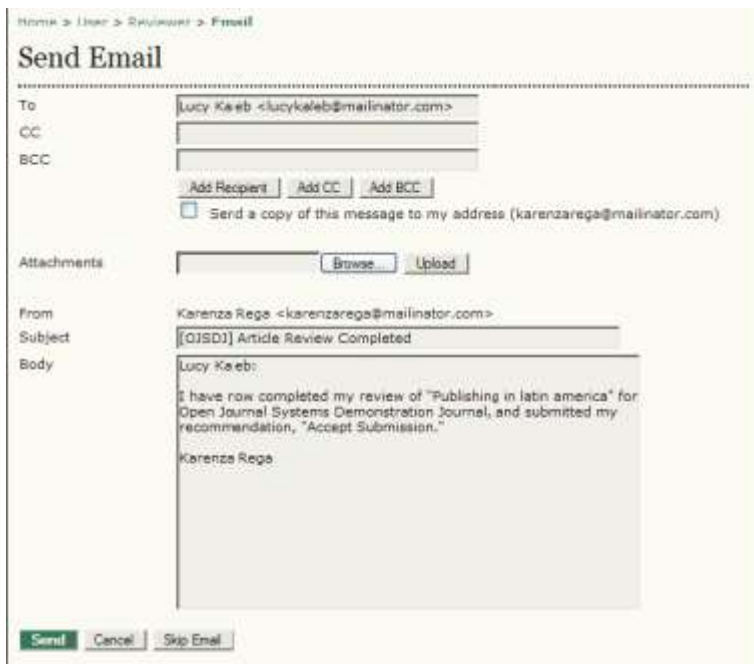 Home > User > Reviewer > Email
Send Email
To
Lucy Kaleb <lucykaleb@mailinator.com>
CC
BCC
Add Recipient Add CC Add BCC
Send a copy of this message to my address (karenzarega@mailinator.com)
Attachments
Browse... Upload
From Karenza Rega <karenzarega@mailinator.com>
Subject [OJSDJ] Article Review Completed
Body
Lucy Kaleb:
I have now completed my review of "Publishing in latin america" for
Open Journal Systems Demonstration Journal, and submitted my
recommendation, "Accept Submission."
Karenza Rega
Send Cancel Skip Email